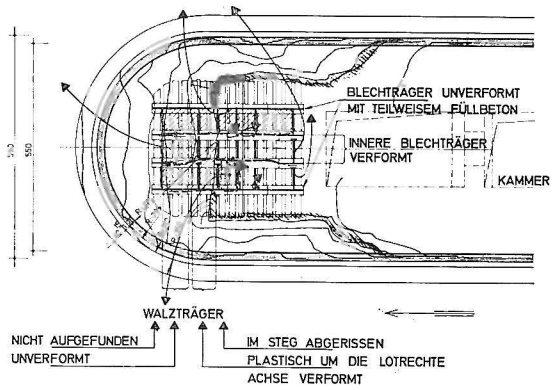 BLECHTRÄGER UNVERFORMT
MIT TEILWEISEM FÜLLBETON
INNERE BLECHTRÄGER
VERFORMT
550
KAMMER
WALZTRÄGER
NICHT AUFGEFUNDEN
IM STEG ABGERISSEN
UNVERFORMT
PLASTISCH UM DIE LOTRECHTE
ACHSE VERFORMT